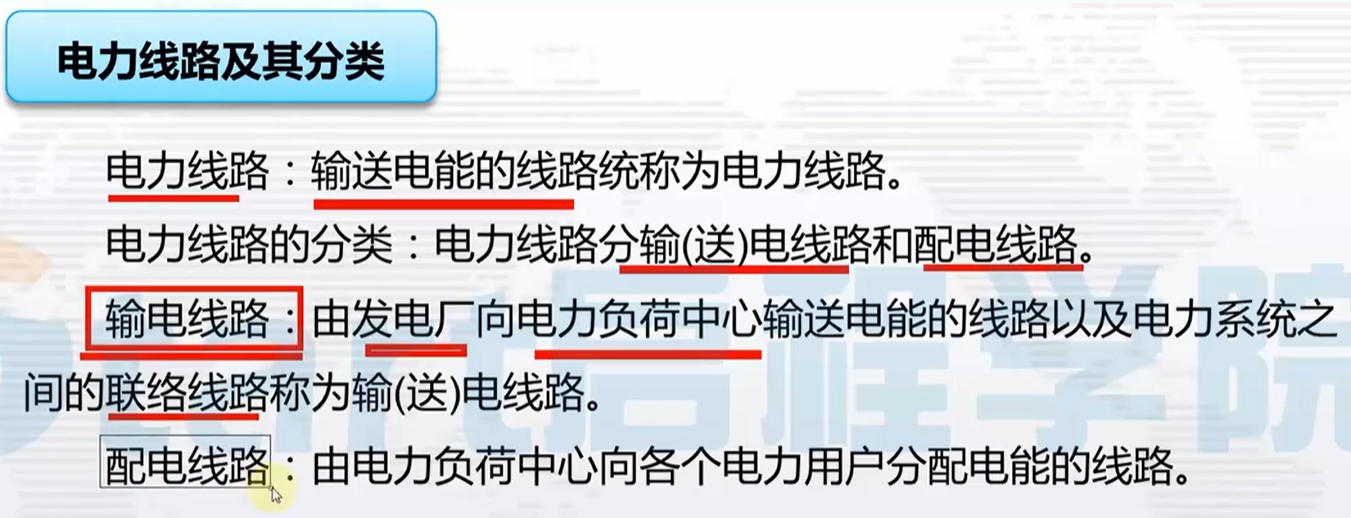 电力线路及其分类
电力线路：输送电能的线路统称为电力线路。
电力线路的分类：电力线路分输(送)电线路和配电线路。
输电线路：由发电厂向电力负荷中心输送电能的线路以及电力系统之
间的联络线路称为输(送)电线路。
配电线路：由电力负荷中心向各个电力用户分配电能的线路。
信程学院